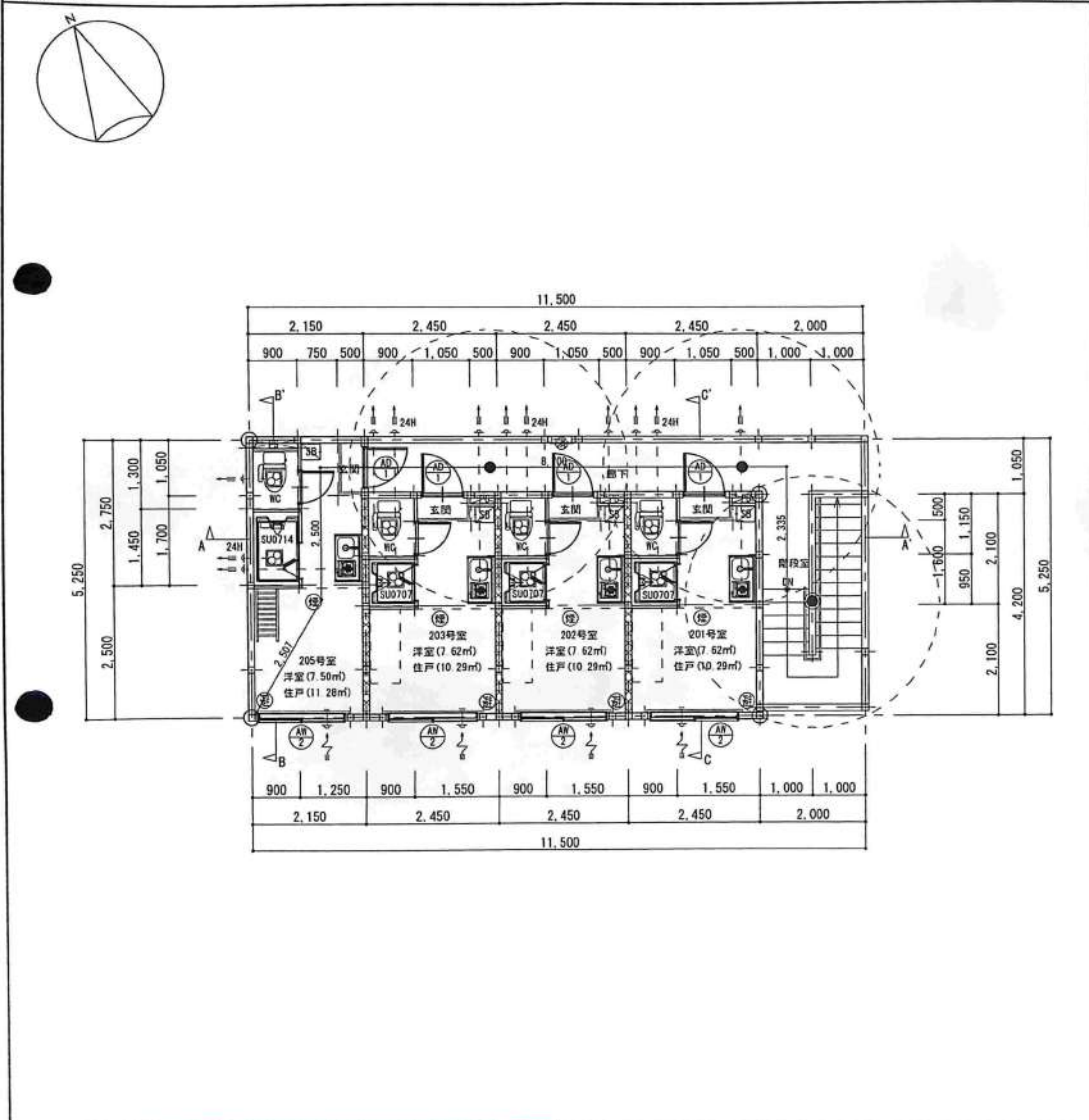 N
11,500
2,150 2,450 2,450 2,450 2,000
900 750 500 900 1,050 500 900 1,050 500 900 1,050 500 1,000 1,000
B' C'
24H 24H 24H
5,250 2,750 1,300 1,050
1,450 1,700
2,500
SB 玄関 AD 1 AD 1 8,700 AD 1 廊下 AD 1
WC 玄関 SB 玄関 SB 玄関 SB
WC WC WC
SU0714 2,500 2,335 階段室
DN
A A'
24H
SU0707 SU0707 SU0707
煙 煙 煙 煙
203号室 202号室 201号室
洋室(7.62㎡) 洋室(7.62㎡) 洋室(7.62㎡)
住戸(10.29㎡) 住戸(10.29㎡) 住戸(10.29㎡)
2,507
205号室
洋室(7.50㎡)
住戸(11.28㎡)
AW 2 AW 2 AW 2 AW 2
B C
500 1,150 1,050
1,600 950 2,100 4,200 5,250
2,100
900 1,250 900 1,550 900 1,550 900 1,550 1,000 1,000
2,150 2,450 2,450 2,450 2,000
11,500